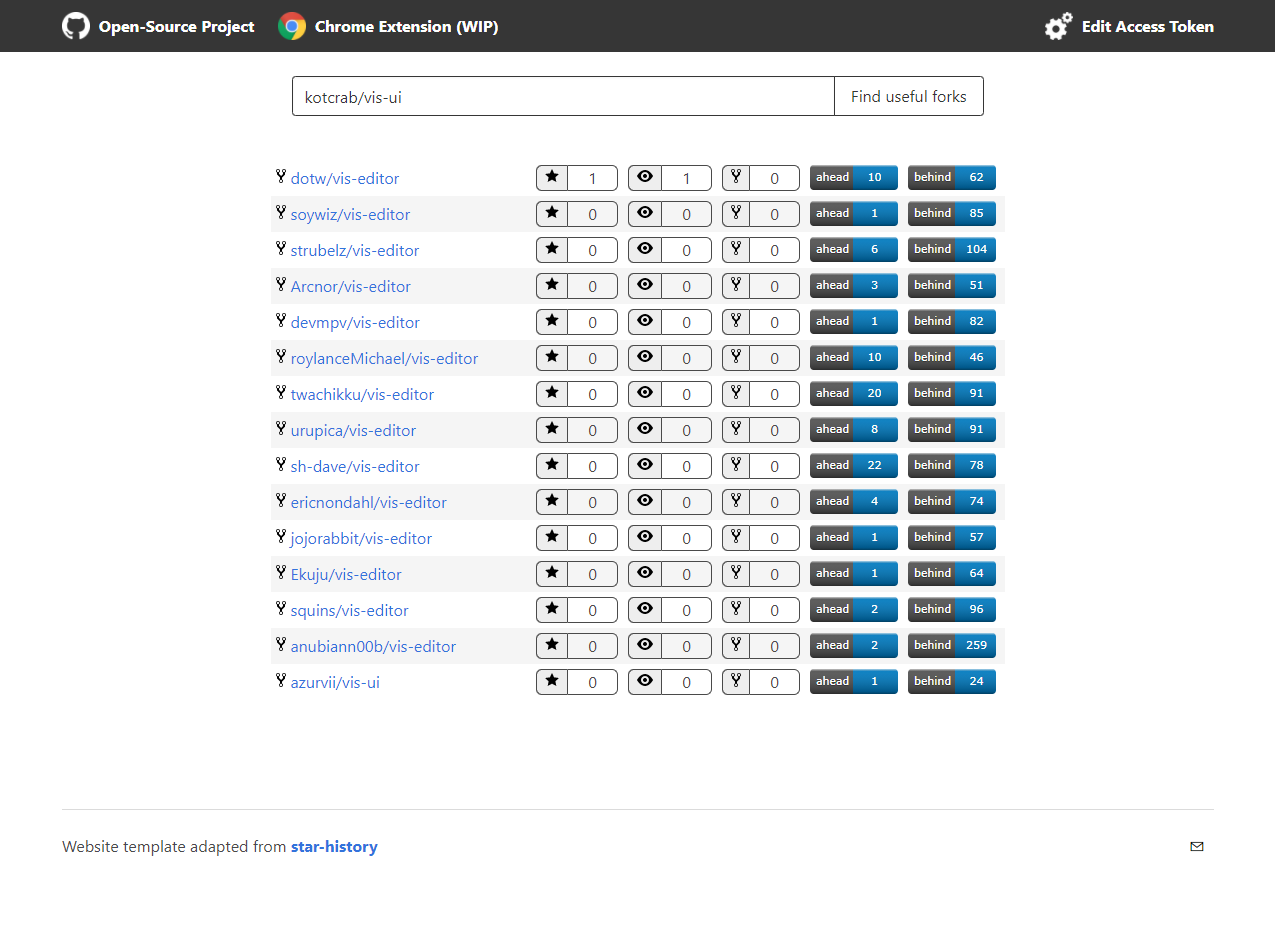 Open-Source Project Chrome Extension (WIP) Edit Access Token
kotcrab/vis-ui Find useful forks
dotw/vis-editor 1 1 0 ahead 10 behind 62
soywiz/vis-editor 0 0 0 ahead 1 behind 85
strubelz/vis-editor 0 0 0 ahead 6 behind 104
Arcnor/vis-editor 0 0 0 ahead 3 behind 51
devmpv/vis-editor 0 0 0 ahead 1 behind 82
roylanceMichael/vis-editor 0 0 0 ahead 10 behind 46
twachikku/vis-editor 0 0 0 ahead 20 behind 91
urupica/vis-editor 0 0 0 ahead 8 behind 91
sh-dave/vis-editor 0 0 0 ahead 22 behind 78
ericnondahl/vis-editor 0 0 0 ahead 4 behind 74
jojorabbit/vis-editor 0 0 0 ahead 1 behind 57
Ekuju/vis-editor 0 0 0 ahead 1 behind 64
squins/vis-editor 0 0 0 ahead 2 behind 96
anubiann00b/vis-editor 0 0 0 ahead 2 behind 259
azurvii/vis-ui 0 0 0 ahead 1 behind 24
Website template adapted from star-history